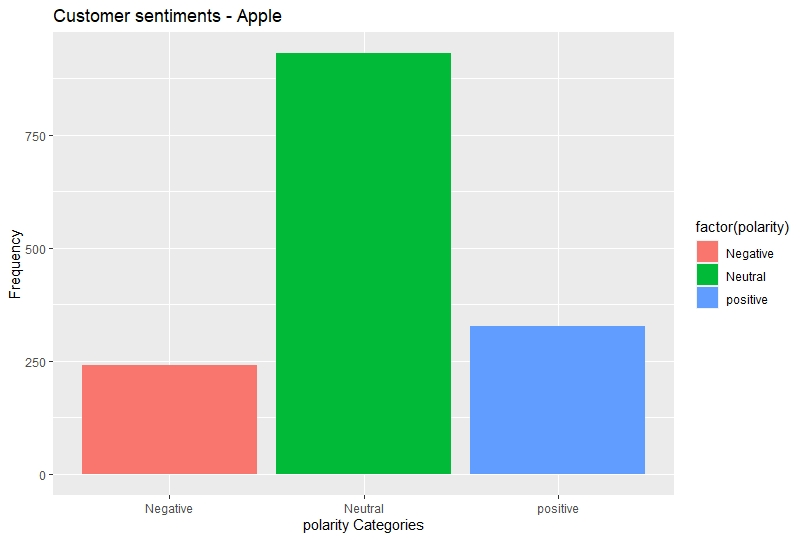 Customer sentiments - Apple
Frequency
750
500
250
0
Negative
Neutral
positive
polarity Categories
factor(polarity)
Negative
Neutral
positive